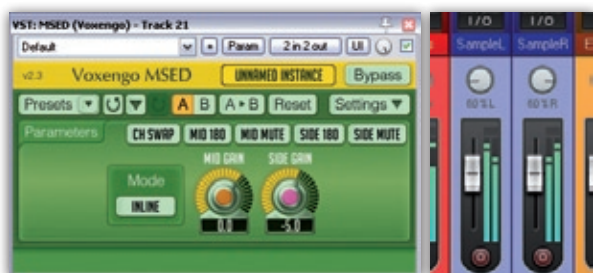 VST: MSED (Voxengo) - Track 21
Default Param 2 in 2 out UI
v2.3 Voxengo MSED UNNAMED INSTANCE Bypass
Presets A B A▸B Reset Settings
Parameters CH SWAP MID 180 MID MUTE SIDE 180 SIDE MUTE
MID GAIN SIDE GAIN
Mode
INLINE
0.0 -5.0
I/O I/O
SampleL SampleR
60%L 60%R